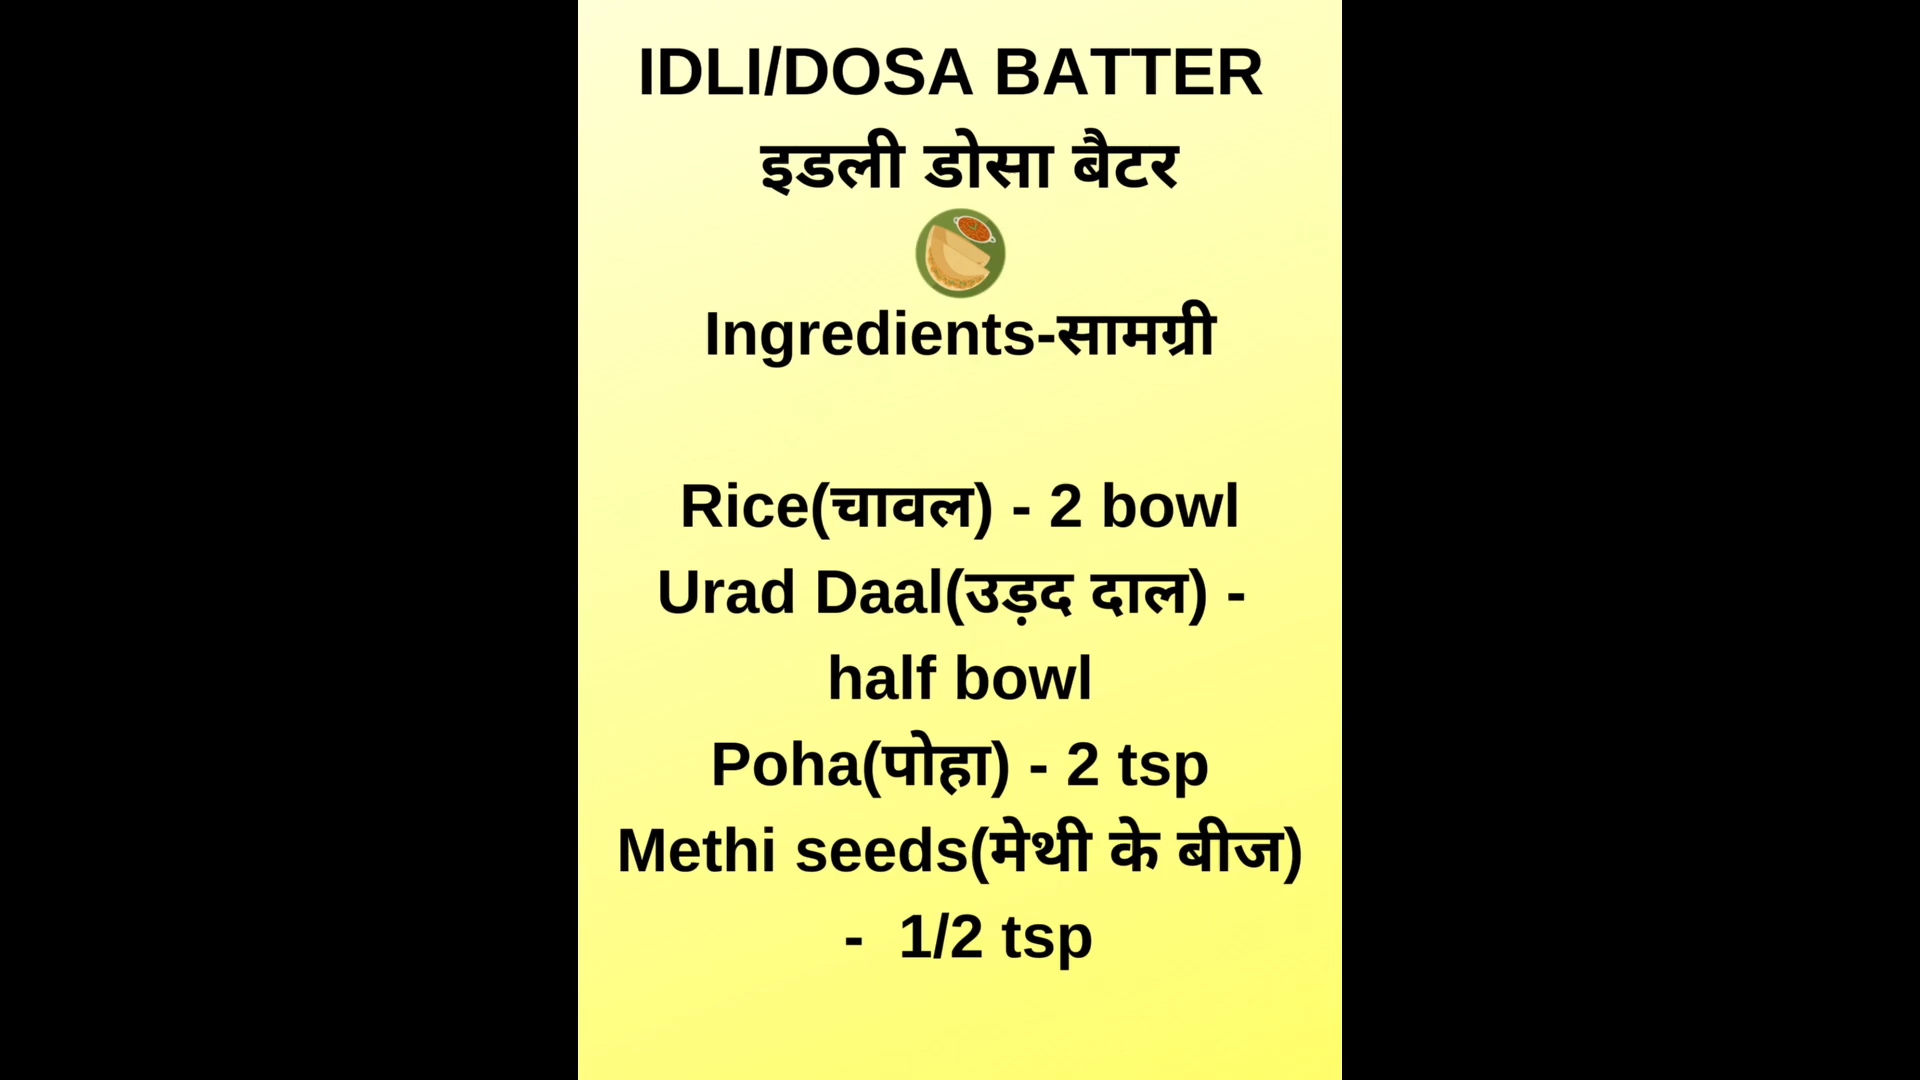 IDLI/DOSA BATTER
इडली डोसा बैटर
Ingredients-सामग्री
Rice(चावल) - 2 bowl
Urad Daal(उड़द दाल) -
half bowl
Poha(पोहा) - 2 tsp
Methi seeds(मेथी के बीज)
- 1/2 tsp